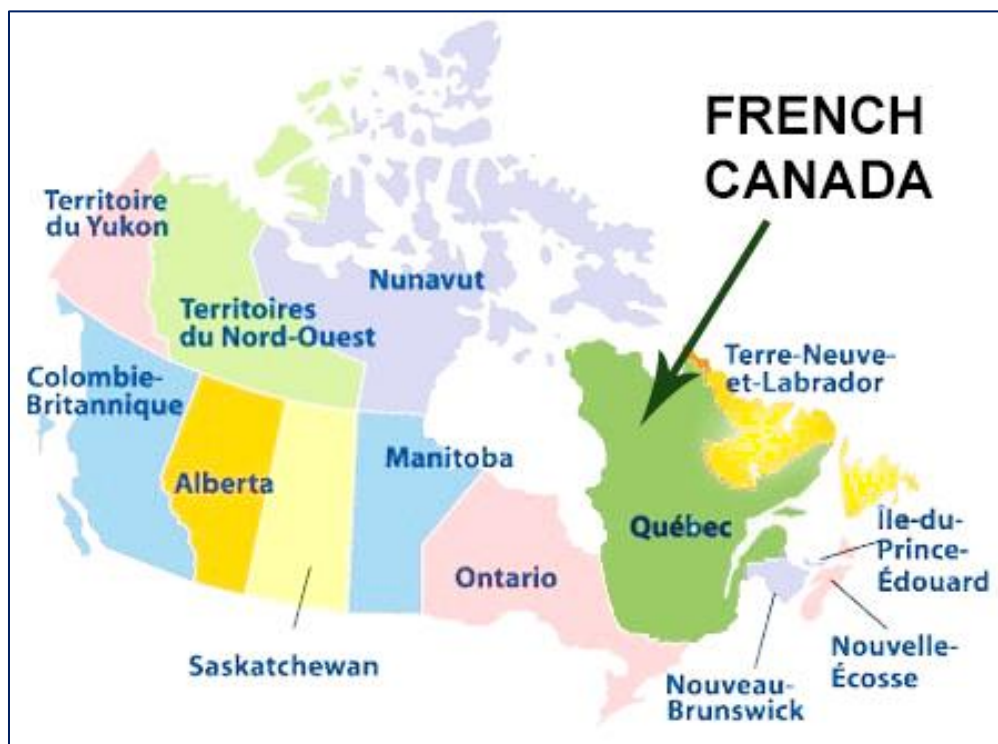 FRENCH
CANADA
Territoire
du Yukon
Nunavut
Territoires
du Nord-Ouest
Terre-Neuve-
et-Labrador
Colombie-
Britannique
Manitoba
Alberta
Québec
Île-du-
Prince-
Édouard
Ontario
Saskatchewan
Nouvelle-
Écosse
Nouveau-
Brunswick